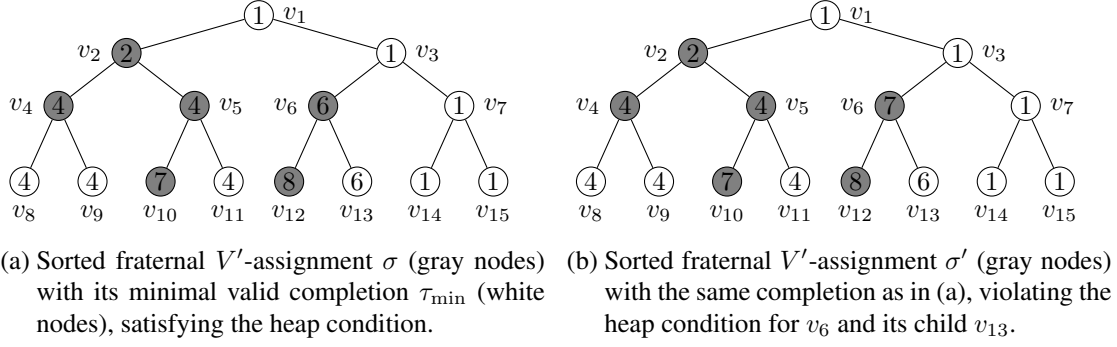 1 v₁ 1 v₁
v₂ 2 1 v₃ v₂ 2 1 v₃
v₄ 4 4 v₅ v₆ 6 1 v₇ v₄ 4 4 v₅ v₆ 7 1 v₇
4 4 7 4 8 6 1 1 4 4 7 4 8 6 1 1
v₈ v₉ v₁₀ v₁₁ v₁₂ v₁₃ v₁₄ v₁₅ v₈ v₉ v₁₀ v₁₁ v₁₂ v₁₃ v₁₄ v₁₅
(a) Sorted fraternal V′-assignment σ (gray nodes)
with its minimal valid completion τ_min (white
nodes), satisfying the heap condition.
(b) Sorted fraternal V′-assignment σ′ (gray nodes)
with the same completion as in (a), violating the
heap condition for v₆ and its child v₁₃.